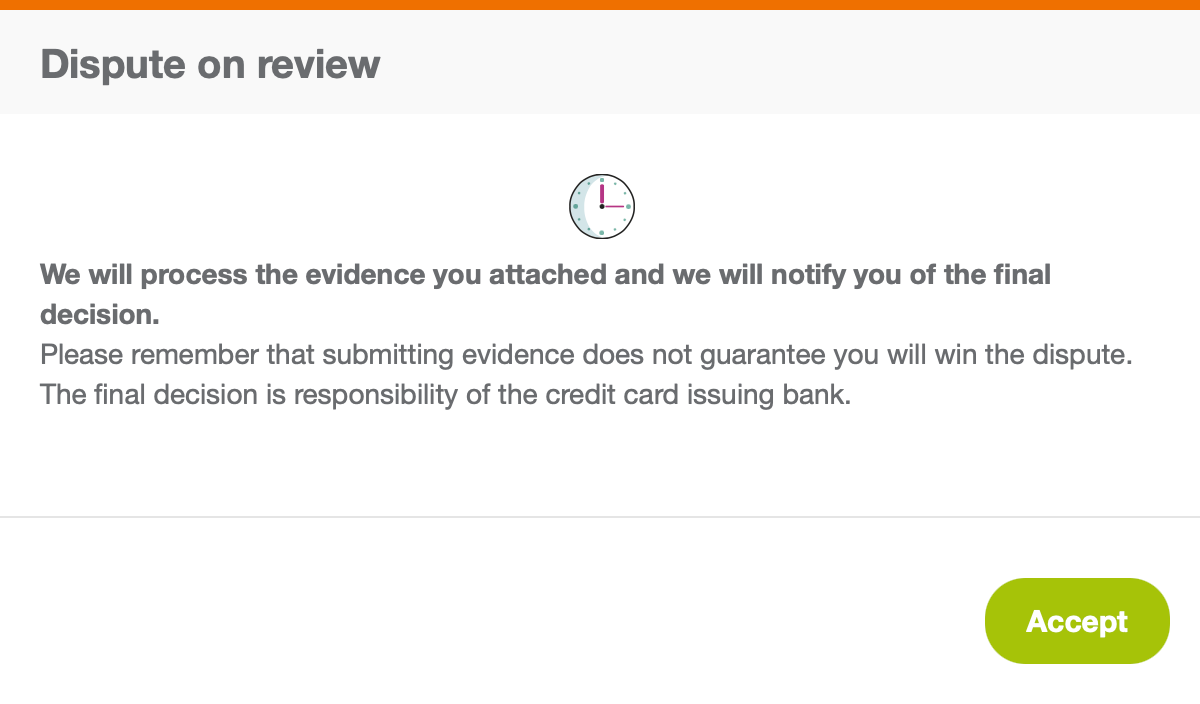 Dispute on review
We will process the evidence you attached and we will notify you of the final
decision.
Please remember that submitting evidence does not guarantee you will win the dispute.
The final decision is responsibility of the credit card issuing bank.
Accept